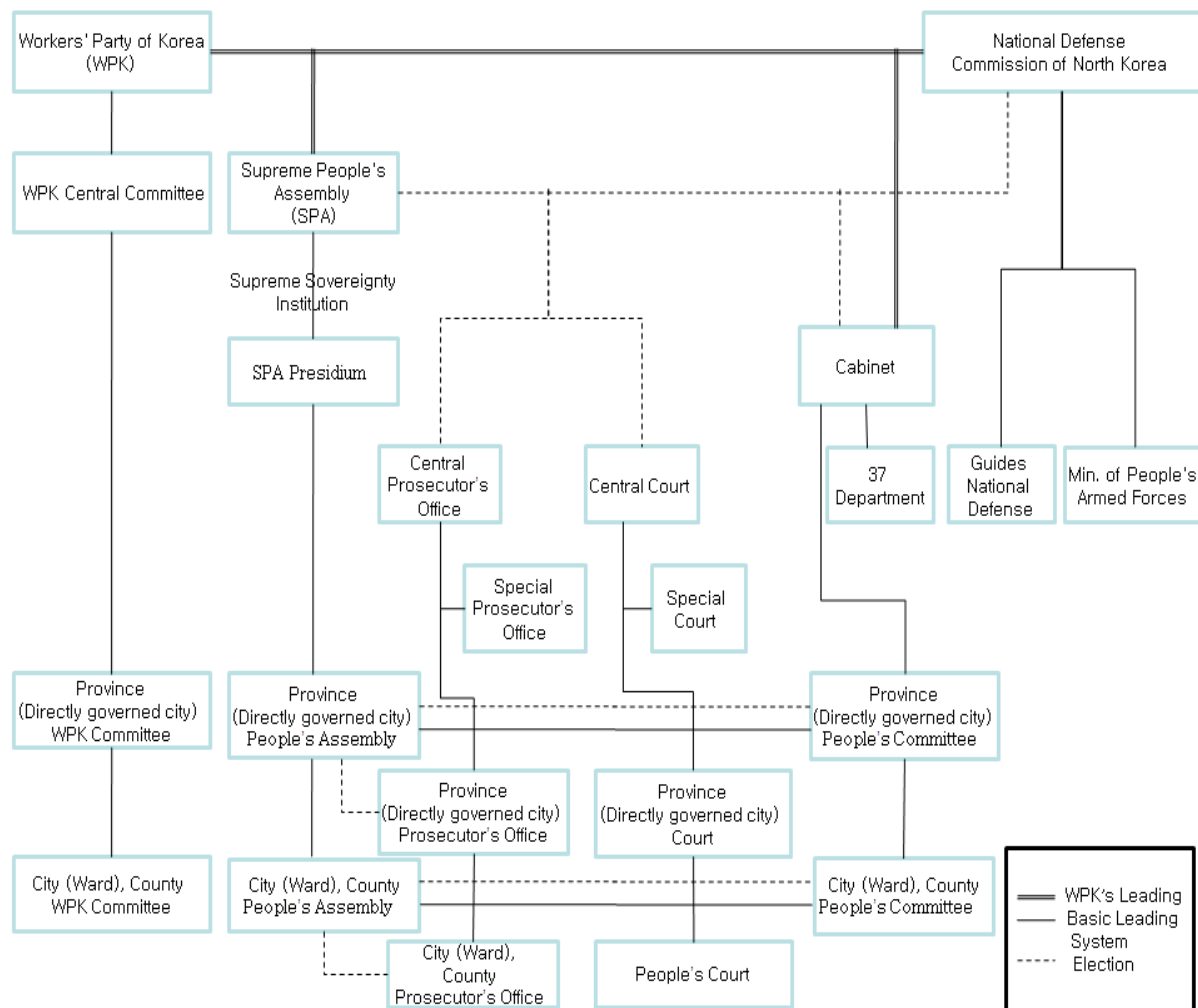 Workers' Party of Korea
(WPK)
National Defense
Commission of North Korea
WPK Central Committee
Supreme People's
Assembly
(SPA)
Supreme Sovereignty
Institution
SPA Presidium
Cabinet
Central
Prosecutor's
Office
Central Court
37
Department
Guides
National
Defense
Min. of People's
Armed Forces
Special
Prosecutor's
Office
Special
Court
Province
(Directly governed city)
WPK Committee
Province
(Directly governed city)
People's Assembly
Province
(Directly governed city)
People's Committee
Province
(Directly governed city)
Prosecutor's Office
Province
(Directly governed city)
Court
City (Ward), County
WPK Committee
City (Ward), County
People's Assembly
City (Ward), County
People's Committee
City (Ward),
County
Prosecutor's Office
People's Court
WPK's Leading
Basic Leading
System
Election